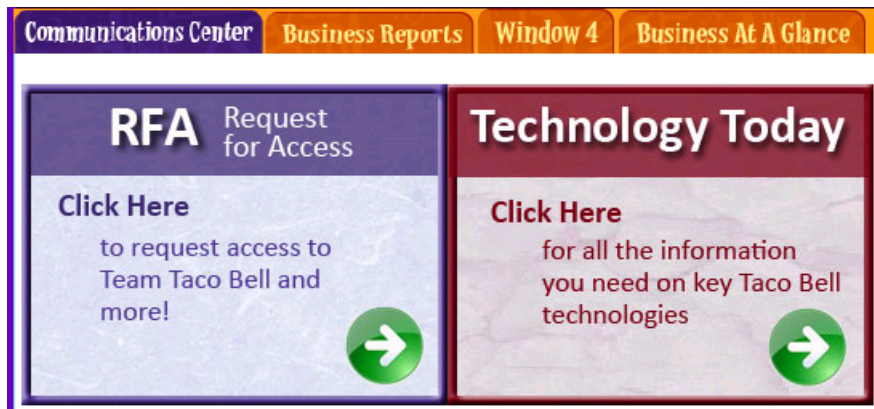 Communications Center
Business Reports
Window 4
Business At A Glance
RFA
Request
for Access
Click Here
to request access to
Team Taco Bell and
more!
Technology Today
Click Here
for all the information
you need on key Taco Bell
technologies